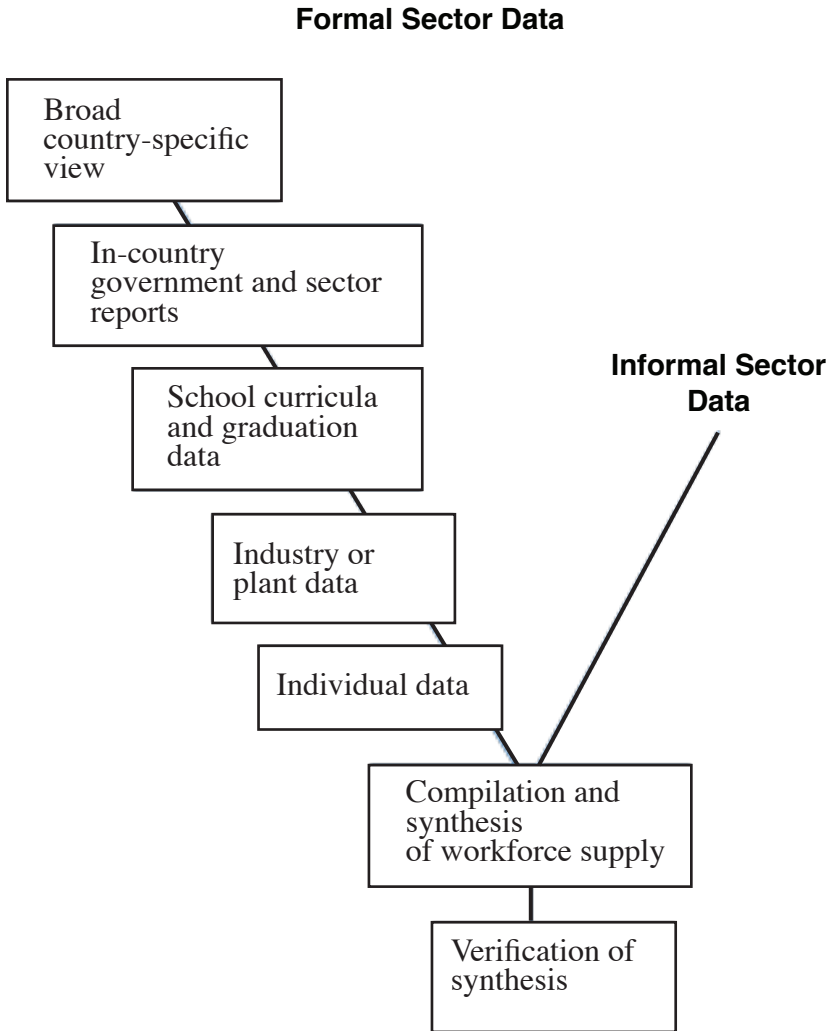 Formal Sector Data
Broad
country-specific
view
In-country
government and sector
reports
School curricula
and graduation
data
Informal Sector
Data
Industry or
plant data
Individual data
Compilation and
synthesis
of workforce supply
Verification of
synthesis